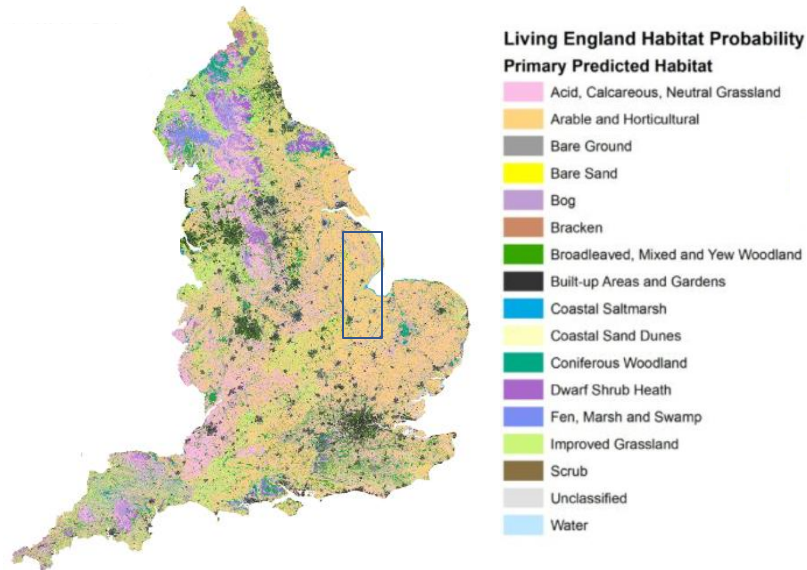 Living England Habitat Probability
Primary Predicted Habitat
Acid, Calcareous, Neutral Grassland
Arable and Horticultural
Bare Ground
Bare Sand
Bog
Bracken
Broadleaved, Mixed and Yew Woodland
Built-up Areas and Gardens
Coastal Saltmarsh
Coastal Sand Dunes
Coniferous Woodland
Dwarf Shrub Heath
Fen, Marsh and Swamp
Improved Grassland
Scrub
Unclassified
Water